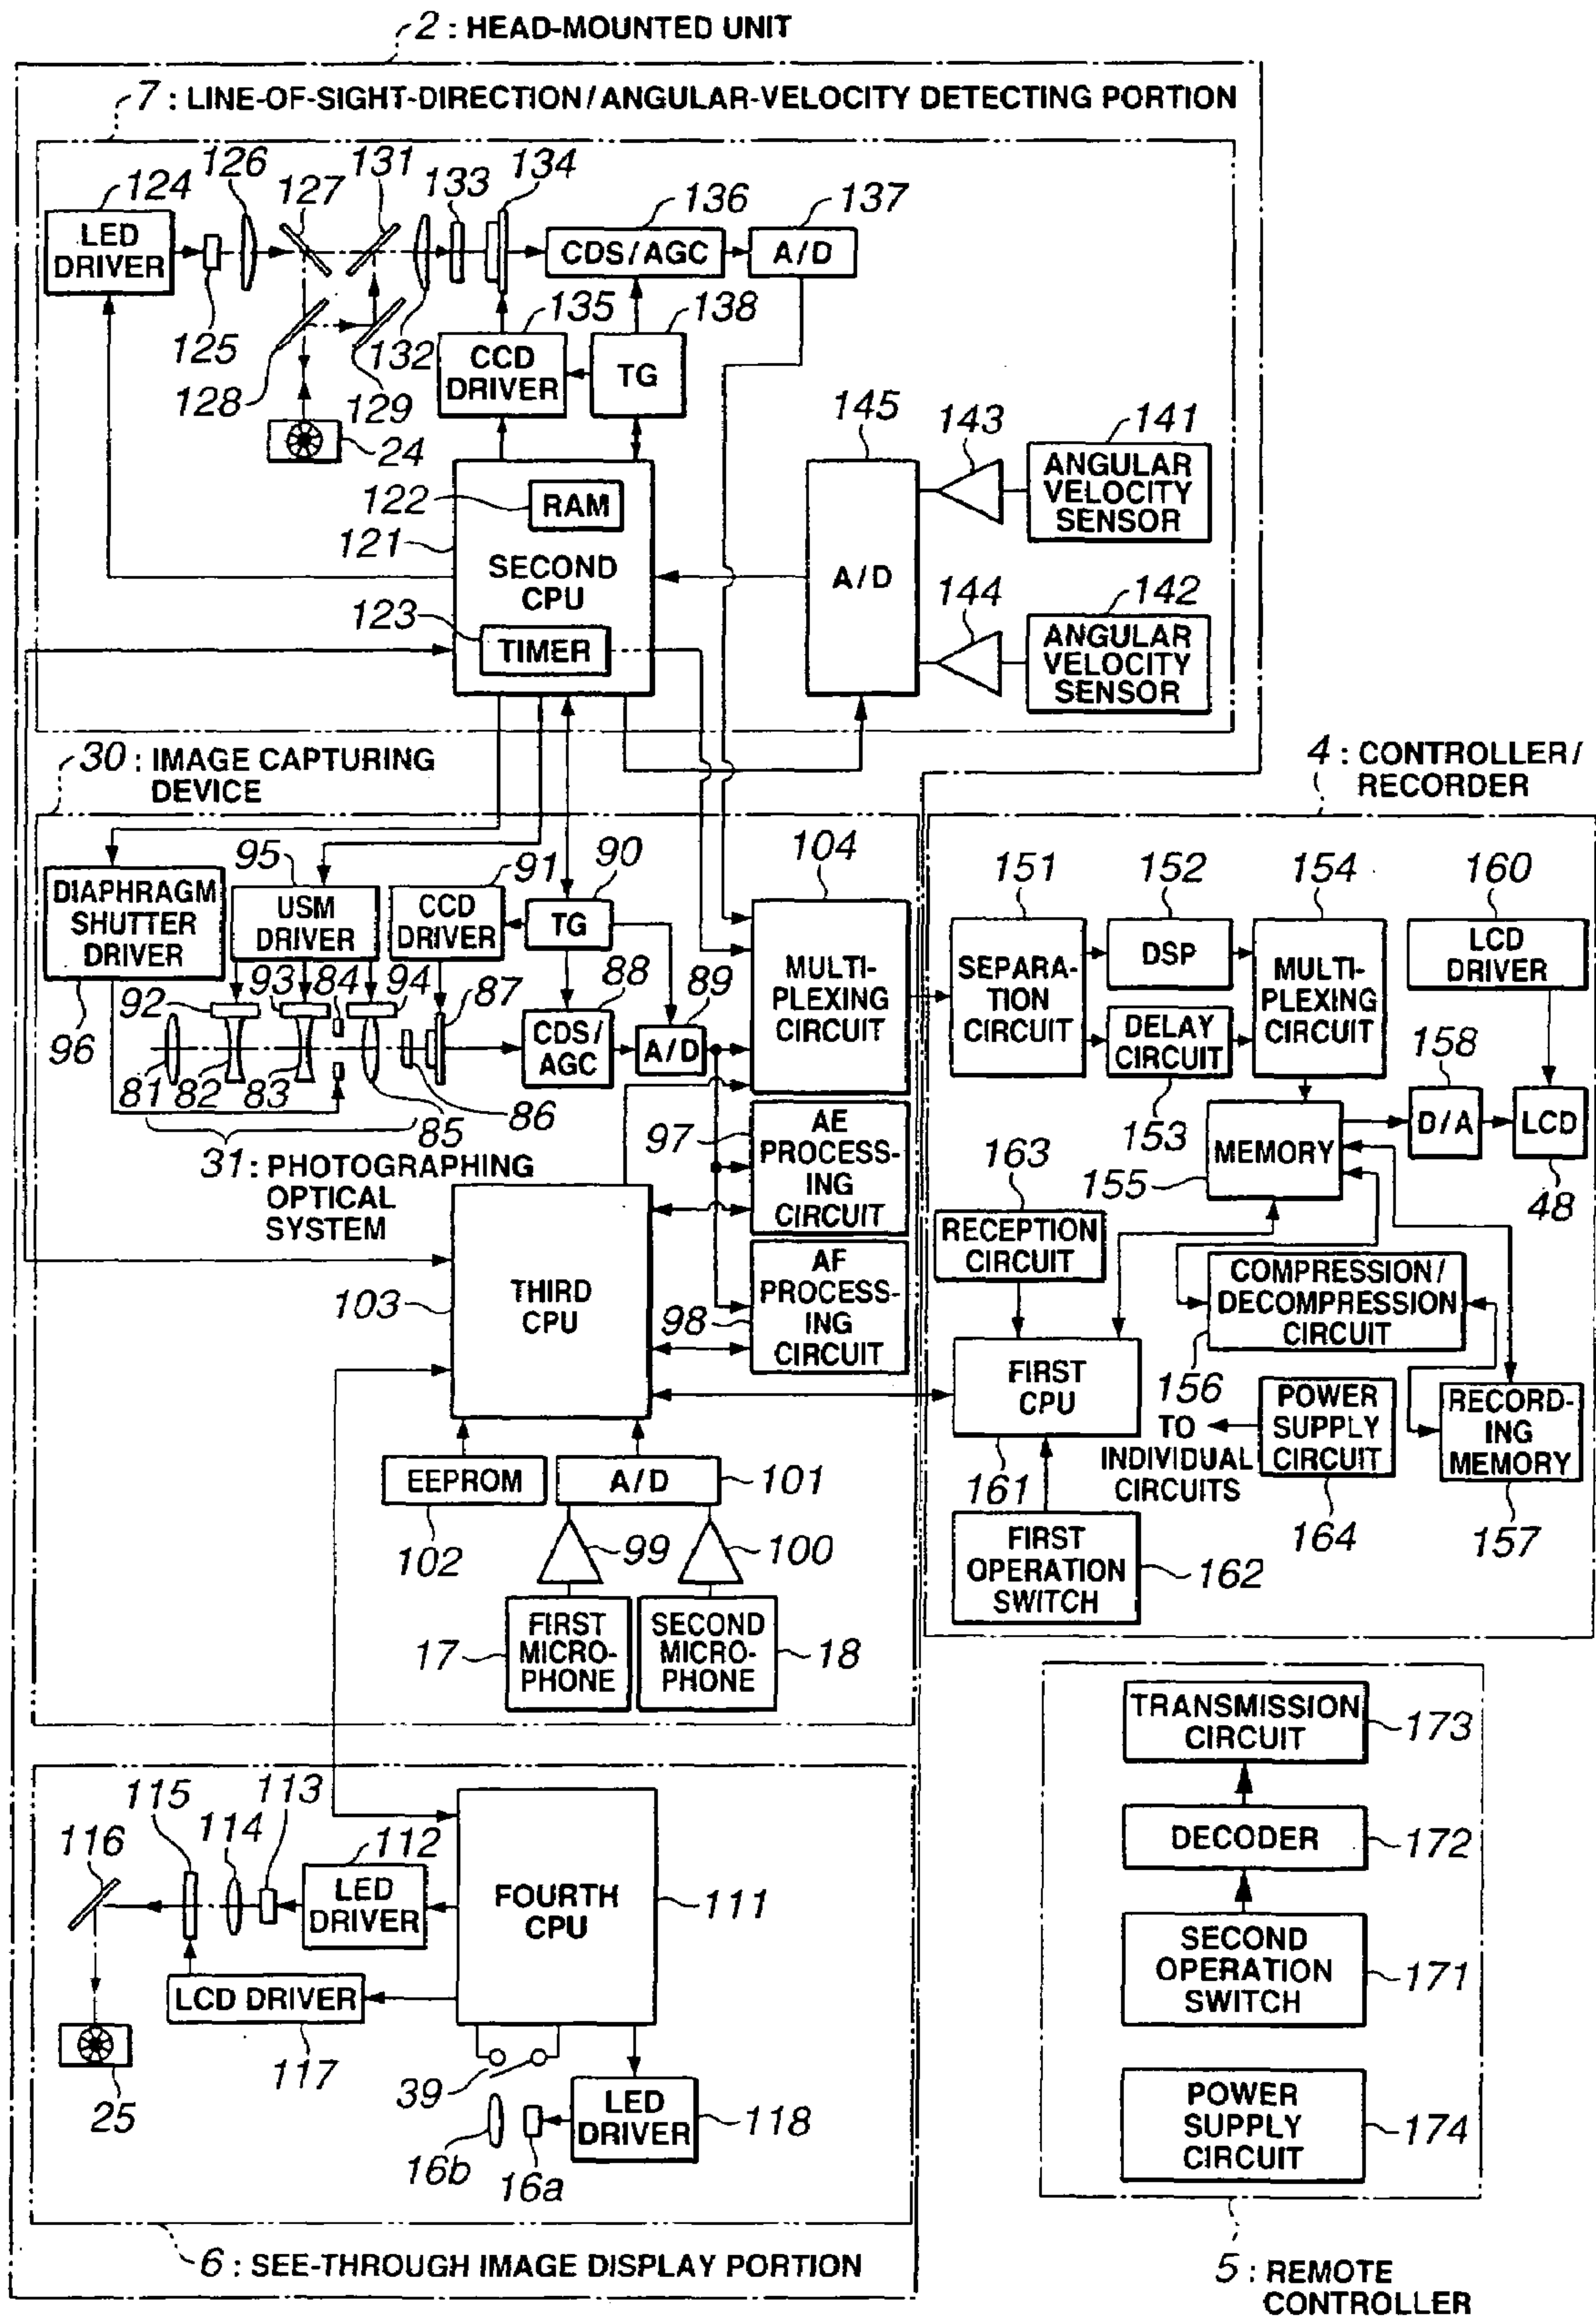 2 : HEAD-MOUNTED UNIT
7 : LINE-OF-SIGHT-DIRECTION/ANGULAR-VELOCITY DETECTING PORTION
124
126
127
131
133
134
136
137
LED
DRIVER
CDS/AGC
A/D
125
128
129
132
135
138
CCD
DRIVER
TG
24
145
143
141
ANGULAR
VELOCITY
SENSOR
122
RAM
121
SECOND
CPU
A/D
123
TIMER
144
142
ANGULAR
VELOCITY
SENSOR
30 : IMAGE CAPTURING
DEVICE
4 : CONTROLLER/
RECORDER
95
91
90
104
151
152
154
160
DIAPHRAGM
SHUTTER
DRIVER
USM
DRIVER
CCD
DRIVER
TG
MULTI-
PLEXING
CIRCUIT
SEPARA-
TION
CIRCUIT
DSP
DELAY
CIRCUIT
MULTI-
PLEXING
CIRCUIT
LCD
DRIVER
92
93
84
94
87
88
89
CDS/
AGC
A/D
96
81
82
83
85
86
153
158
D/A
LCD
48
31 : PHOTOGRAPHING
OPTICAL
SYSTEM
97
AE
PROCESS-
ING
CIRCUIT
163
155
MEMORY
RECEPTION
CIRCUIT
103
THIRD
CPU
98
AF
PROCESS-
ING
CIRCUIT
COMPRESSION/
DECOMPRESSION
CIRCUIT
156
FIRST
CPU
161
TO
INDIVIDUAL
CIRCUITS
POWER
SUPPLY
CIRCUIT
164
RECORD-
ING
MEMORY
157
EEPROM
102
A/D
101
99
100
FIRST
OPERATION
SWITCH
162
17
FIRST
MICRO-
PHONE
SECOND
MICRO-
PHONE
18
TRANSMISSION
CIRCUIT
173
DECODER
172
SECOND
OPERATION
SWITCH
171
POWER
SUPPLY
CIRCUIT
174
5 : REMOTE
CONTROLLER
116
115
114
113
112
LED
DRIVER
FOURTH
CPU
111
LCD DRIVER
117
25
39
16b
16a
LED
DRIVER
118
6 : SEE-THROUGH IMAGE DISPLAY PORTION